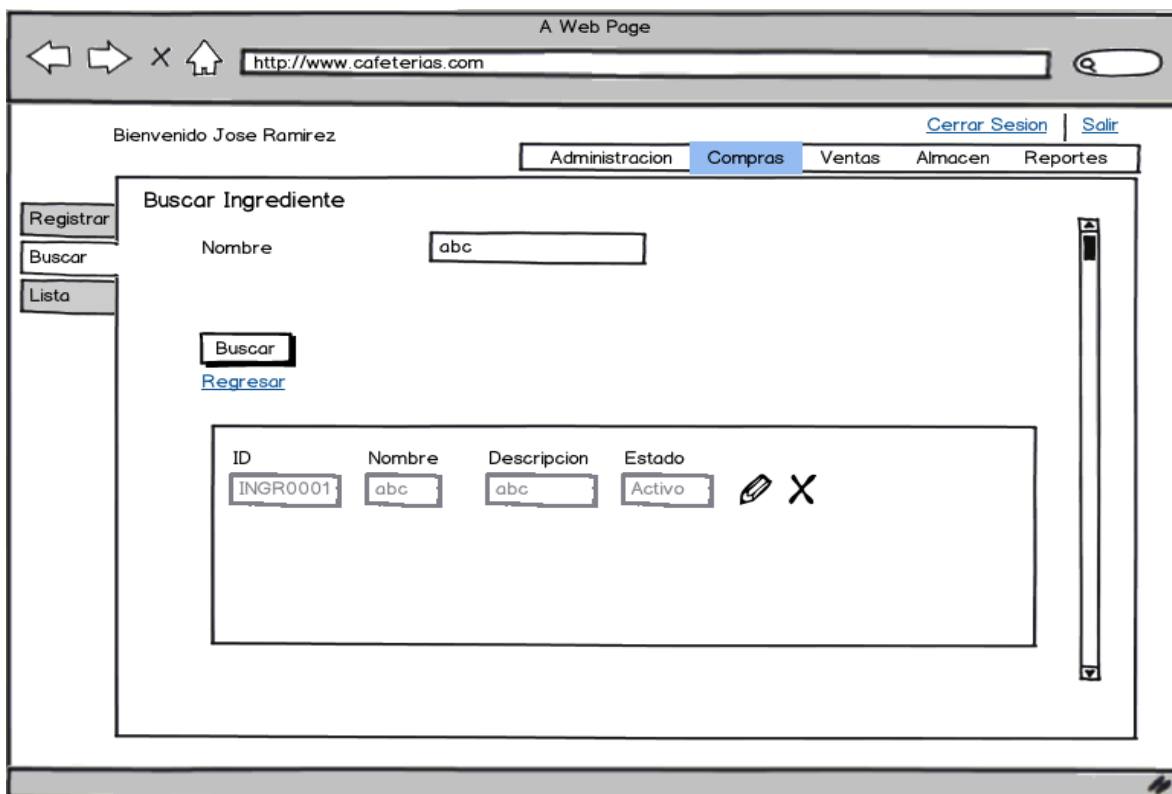 A Web Page
http://www.cafeterias.com
Cerrar Sesion Salir
Bienvenido Jose Ramirez
Administracion Compras Ventas Almacen Reportes
Buscar Ingrediente
Registrar
Buscar
Lista
Nombre abc
Buscar
Regresar
ID Nombre Descripcion Estado
INGR0001 abc abc Activo